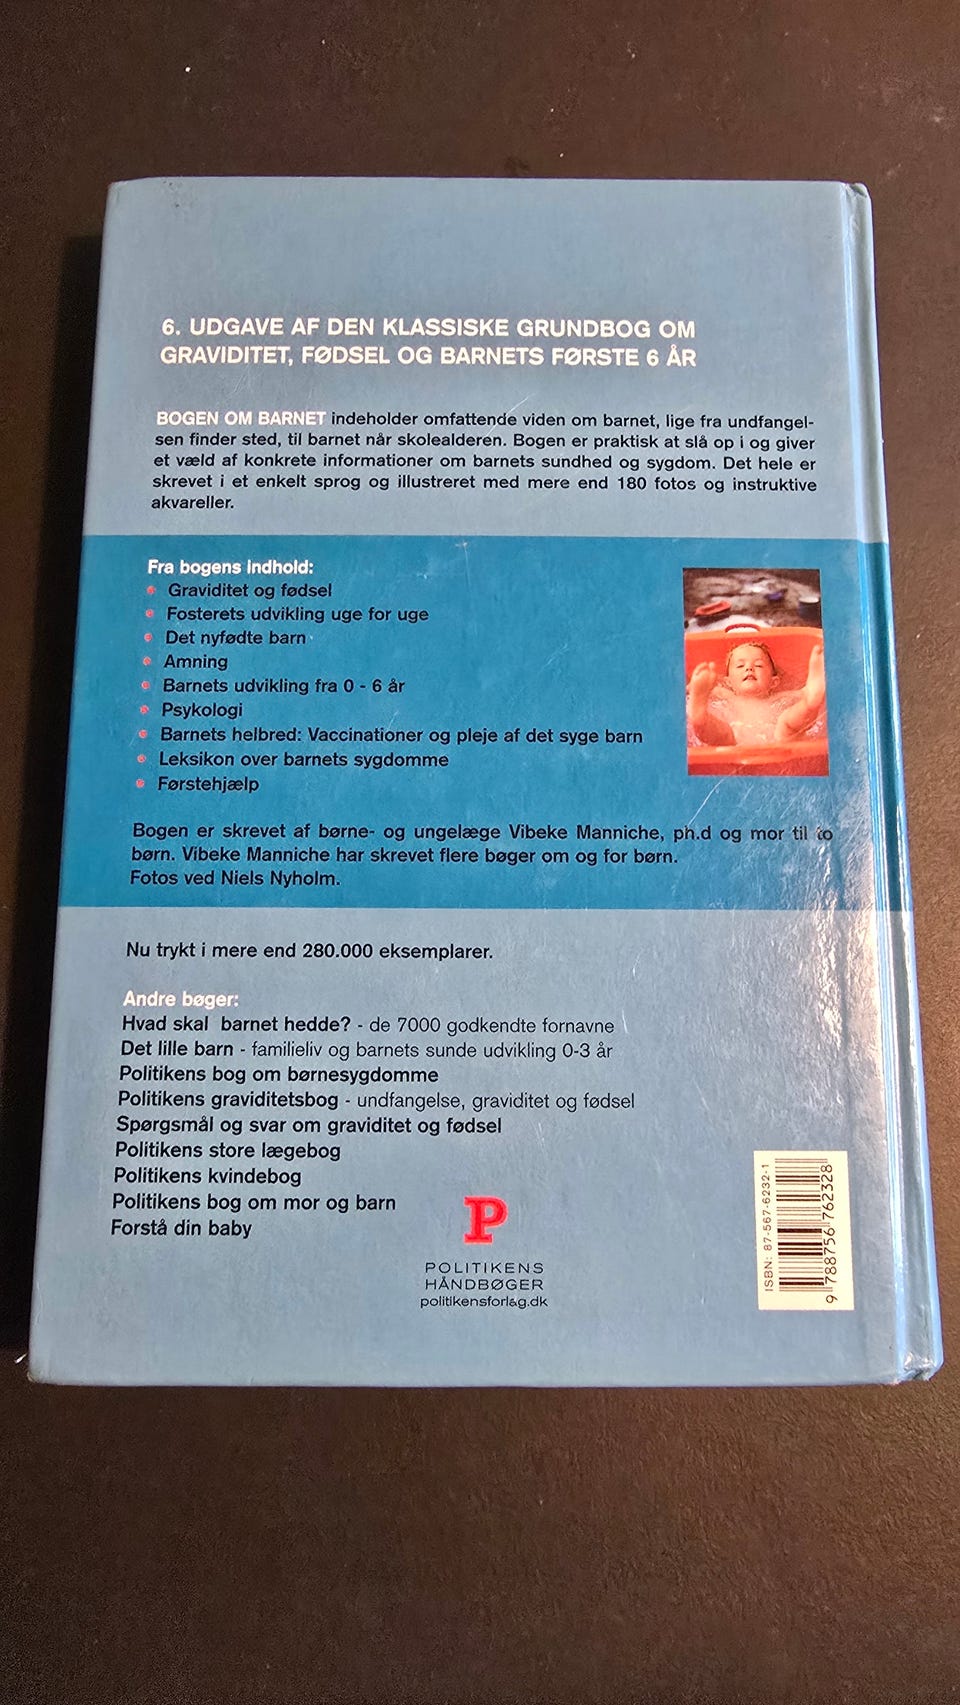 6. UDGAVE AF DEN KLASSISKE GRUNDBOG OM
GRAVIDITET, FØDSEL OG BARNETS FØRSTE 6 ÅR
BOGEN OM BARNET indeholder omfattende viden om barnet, lige fra undfangel-
sen finder sted, til barnet når skolealderen. Bogen er praktisk at slå op i og giver
et væld af konkrete informationer om barnets sundhed og sygdom. Det hele er
skrevet i et enkelt sprog og illustreret med mere end 180 fotos og instruktive
akvareller.
Fra bogens indhold:
Graviditet og fødsel
Fosterets udvikling uge for uge
Det nyfødte barn
Amning
Barnets udvikling fra 0 - 6 år
Psykologi
Barnets helbred: Vaccinationer og pleje af det syge barn
Leksikon over barnets sygdomme
Førstehjælp
Bogen er skrevet af børne- og ungelæge Vibeke Manniche, ph.d og mor til to
børn. Vibeke Manniche har skrevet flere bøger om og for børn.
Fotos ved Niels Nyholm.
Nu trykt i mere end 280.000 eksemplarer.
Andre bøger:
Hvad skal barnet hedde? - de 7000 godkendte fornavne
Det lille barn - familieliv og barnets sunde udvikling 0-3 år
Politikens bog om børnesygdomme
Politikens graviditetsbog - undfangelse, graviditet og fødsel
Spørgsmål og svar om graviditet og fødsel
Politikens store lægebog
Politikens kvindebog
Politikens bog om mor og barn
Forstå din baby
P
POLITIKENS
HÅNDBØGER
politikensforlag.dk
ISBN: 87-567-6232-1
9 788756 762328